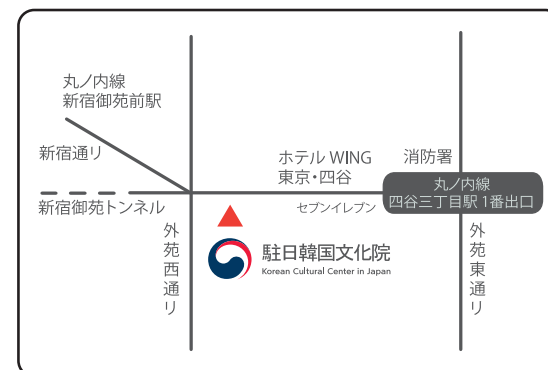 丸ノ内線
新宿御苑前駅
新宿通り
新宿御苑トンネル
ホテル WING
東京・四谷
消防署
セブンイレブン
丸ノ内線
四谷三丁目駅 1番出口
外苑西通り
駐日韓国文化院
Korean Cultural Center in Japan
外苑東通り